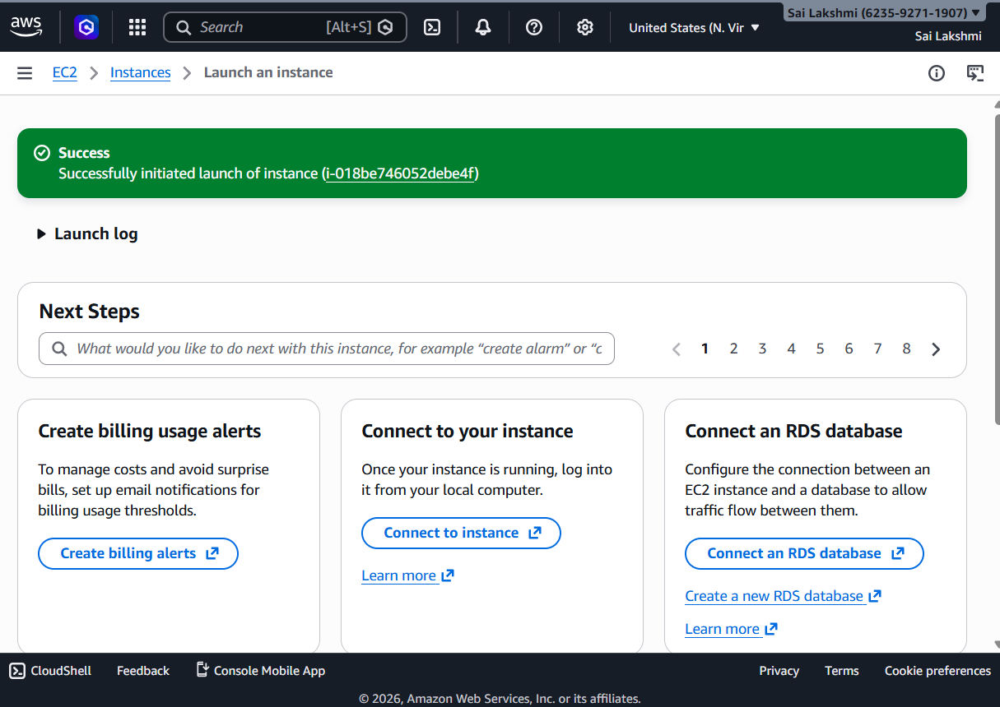 aws
Search [Alt+S]
United States (N. Vir
Sai Lakshmi (6235-9271-1907)
Sai Lakshmi
EC2
Instances
Launch an instance
Success
Successfully initiated launch of instance (i-018be746052debe4f)
Launch log
Next Steps
What would you like to do next with this instance, for example “create alarm” or “c
1 2 3 4 5 6 7 8
Create billing usage alerts
To manage costs and avoid surprise
bills, set up email notifications for
billing usage thresholds.
Create billing alerts
Connect to your instance
Once your instance is running, log into
it from your local computer.
Connect to instance
Learn more
Connect an RDS database
Configure the connection between an
EC2 instance and a database to allow
traffic flow between them.
Connect an RDS database
Create a new RDS database
Learn more
CloudShell
Feedback
Console Mobile App
Privacy
Terms
Cookie preferences
© 2026, Amazon Web Services, Inc. or its affiliates.